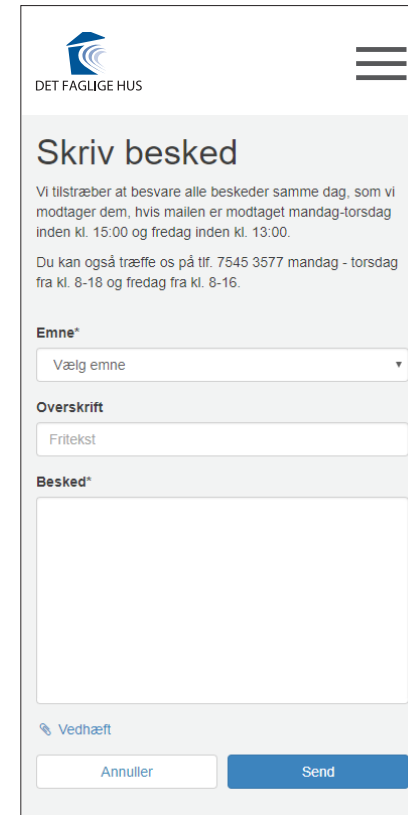 DET FAGLIGE HUS
Skriv besked
Vi tilstræber at besvare alle beskeder samme dag, som vi
modtager dem, hvis mailen er modtaget mandag-torsdag
inden kl. 15:00 og fredag inden kl. 13:00.
Du kan også træffe os på tlf. 7545 3577 mandag - torsdag
fra kl. 8-18 og fredag fra kl. 8-16.
Emne*
Vælg emne
Overskrift
Fritekst
Besked*
Vedhæft
Annuller Send